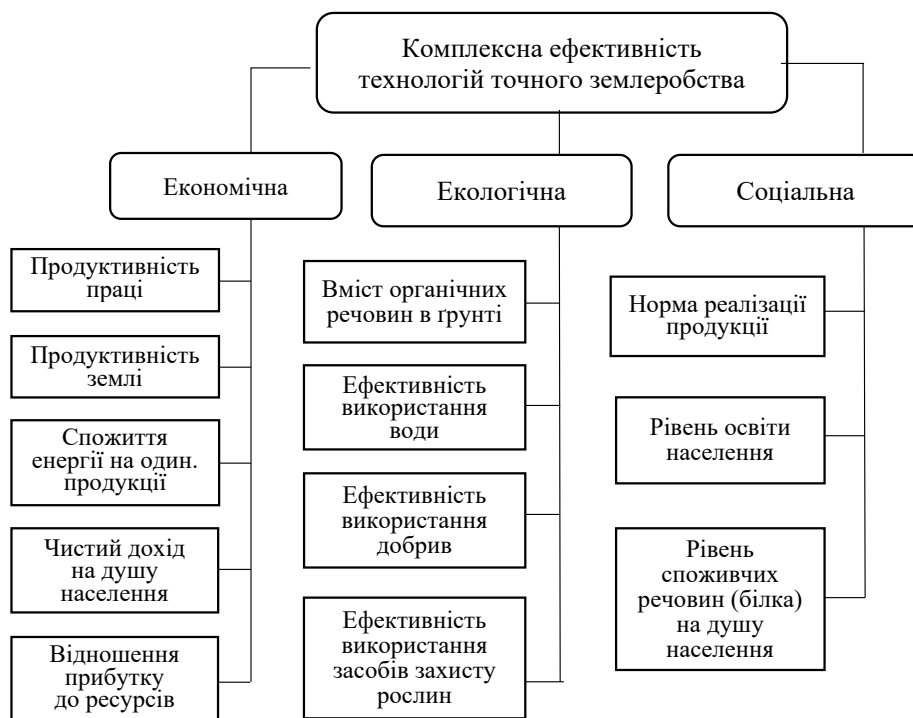 Комплексна ефективність
технологій точного землеробства
Економічна
Екологічна
Соціальна
Продуктивність
праці
Продуктивність
землі
Спожиття
енергії на один.
продукції
Чистий дохід
на душу
населення
Відношення
прибутку
до ресурсів
Вміст органічних
речовин в ґрунті
Ефективність
використання
води
Ефективність
використання
добрив
Ефективність
використання
засобів захисту
рослин
Норма реалізації
продукції
Рівень освіти
населення
Рівень
споживчих
речовин (білка)
на душу
населення